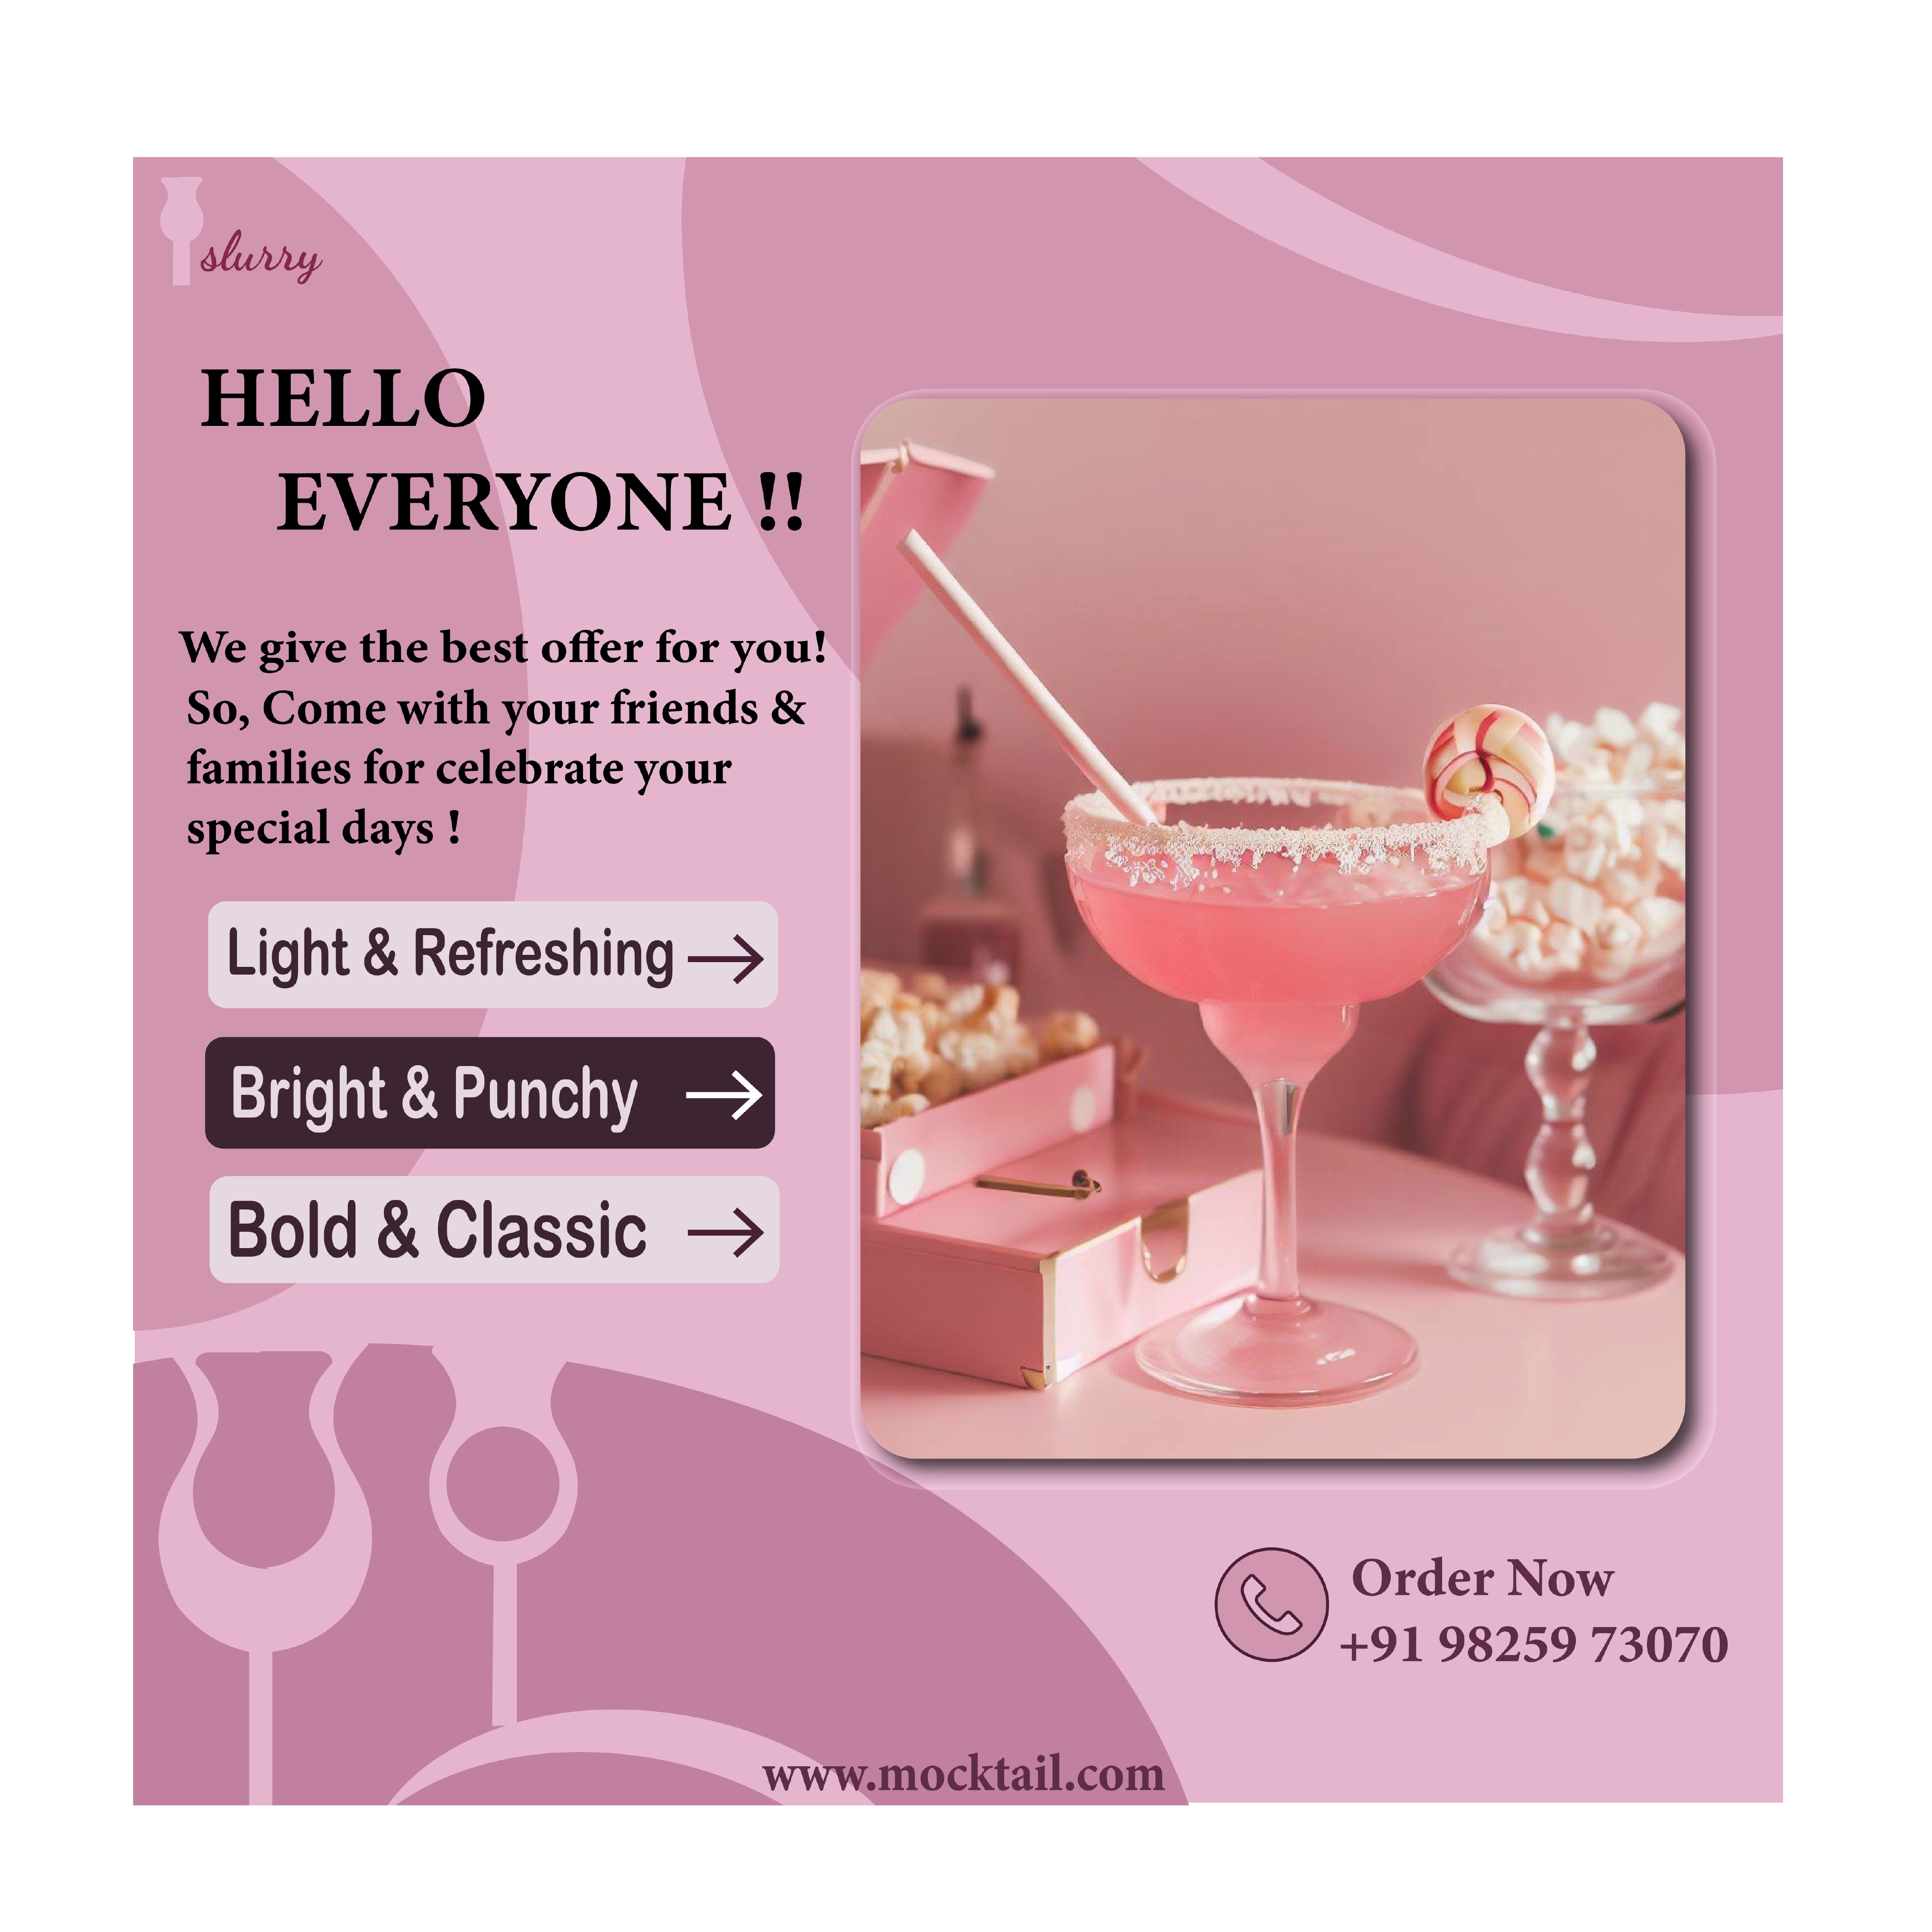 slurry
HELLO
EVERYONE !!
We give the best offer for you!
So, Come with your friends &
families for celebrate your
special days !
Light & Refreshing
Bright & Punchy
Bold & Classic
Order Now
+91 98259 73070
www.mocktail.com